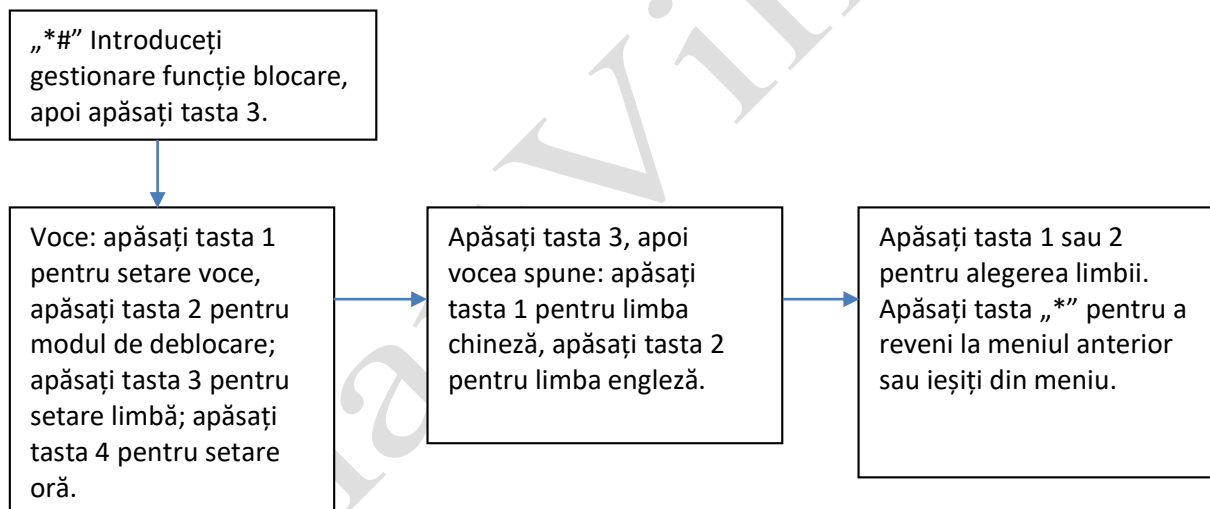 „*#” Introduceți
gestionare funcție blocare,
apoi apăsați tasta 3.
Voce: apăsați tasta 1
pentru setare voce,
apăsați tasta 2 pentru
modul de deblocare;
apăsați tasta 3 pentru
setare limbă; apăsați
tasta 4 pentru setare
oră.
Apăsați tasta 3, apoi
vocea spune: apăsați
tasta 1 pentru limba
chineză, apăsați tasta 2
pentru limba engleză.
Apăsați tasta 1 sau 2
pentru alegerea limbii.
Apăsați tasta „*” pentru a
reveni la meniul anterior
sau ieșiți din meniu.